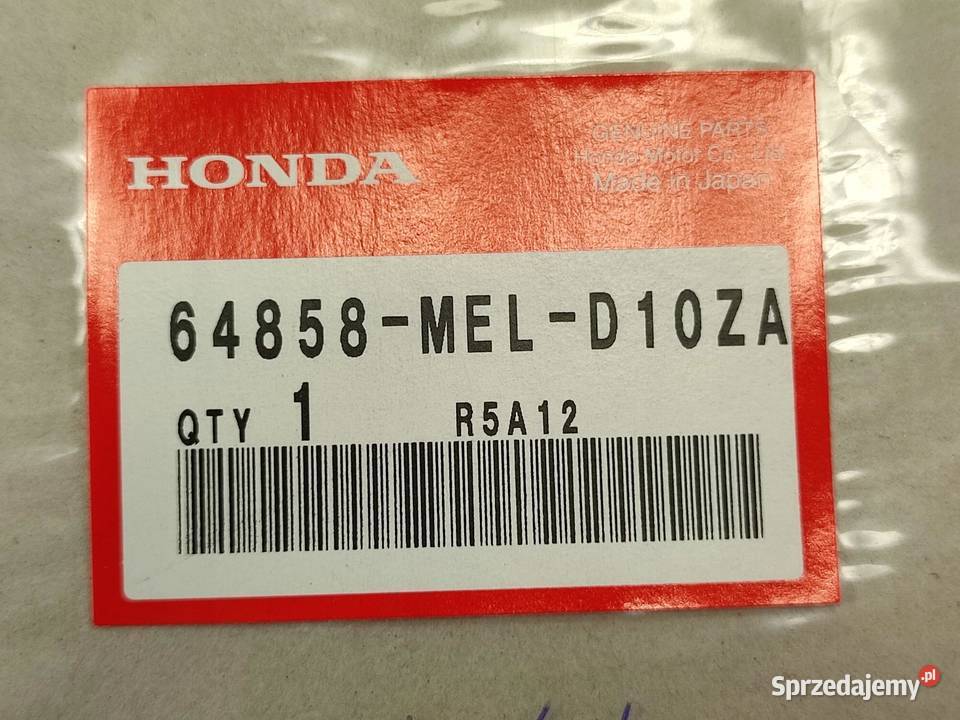 HONDA
GENUINE PARTS
Honda Motor Co., Ltd.
Made in Japan
64858-MEL-D10ZA
QTY 1 R5A12
Sprzedajemy.pl